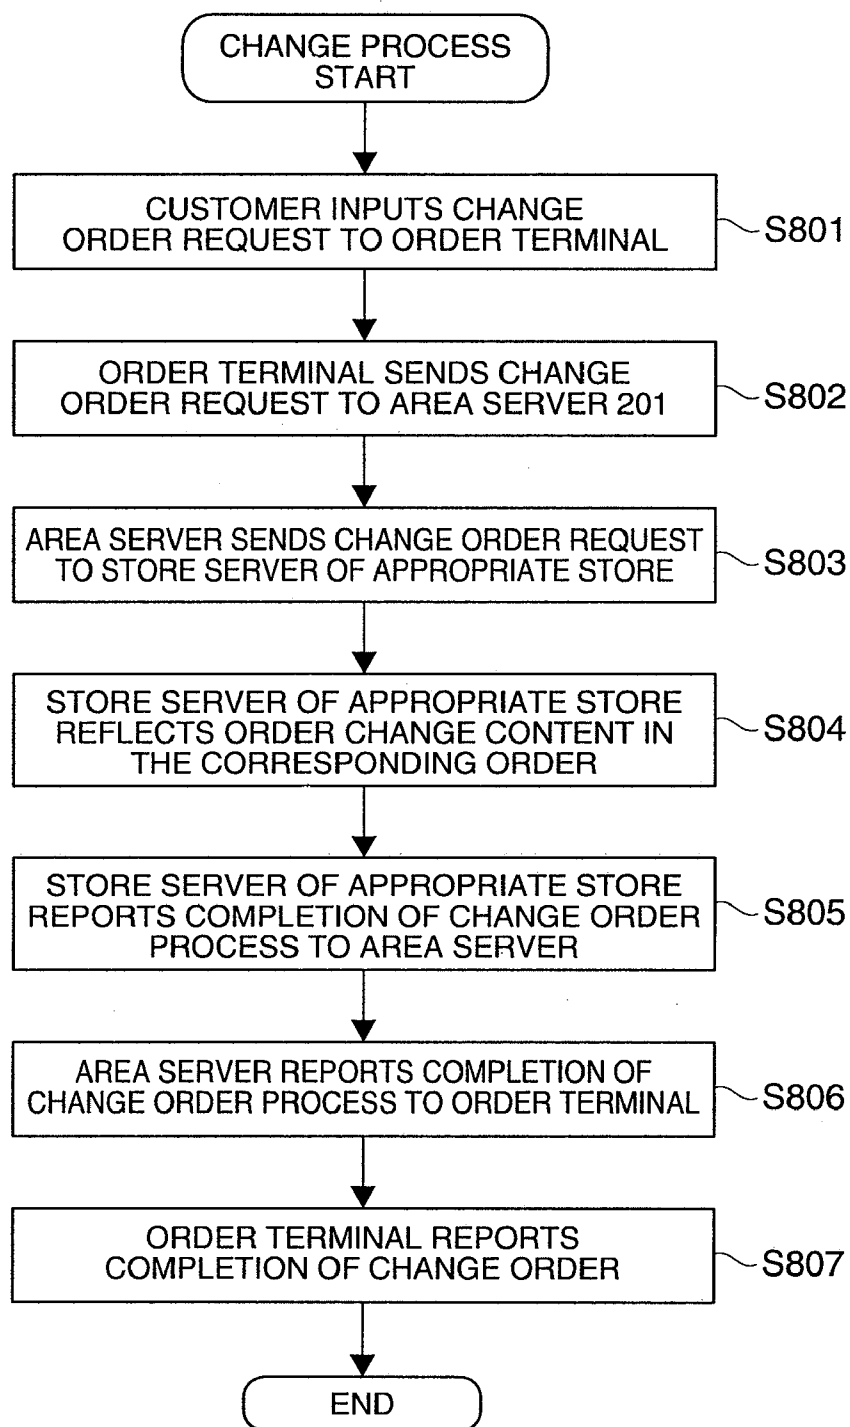 CHANGE PROCESS
START
CUSTOMER INPUTS CHANGE
ORDER REQUEST TO ORDER TERMINAL
S801
ORDER TERMINAL SENDS CHANGE
ORDER REQUEST TO AREA SERVER 201
S802
AREA SERVER SENDS CHANGE ORDER REQUEST
TO STORE SERVER OF APPROPRIATE STORE
S803
STORE SERVER OF APPROPRIATE STORE
REFLECTS ORDER CHANGE CONTENT IN
THE CORRESPONDING ORDER
S804
STORE SERVER OF APPROPRIATE STORE
REPORTS COMPLETION OF CHANGE ORDER
PROCESS TO AREA SERVER
S805
AREA SERVER REPORTS COMPLETION OF
CHANGE ORDER PROCESS TO ORDER TERMINAL
S806
ORDER TERMINAL REPORTS
COMPLETION OF CHANGE ORDER
S807
END